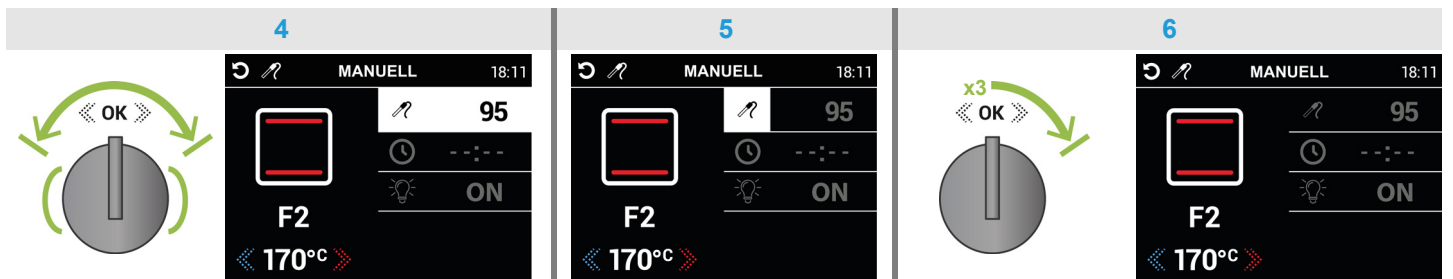 4
OK
MANUELL 18:11
95
--:--
ON
F2
170°C
5
MANUELL 18:11
95
--:--
ON
F2
170°C
6
x3
OK
MANUELL 18:11
95
--:--
ON
F2
170°C